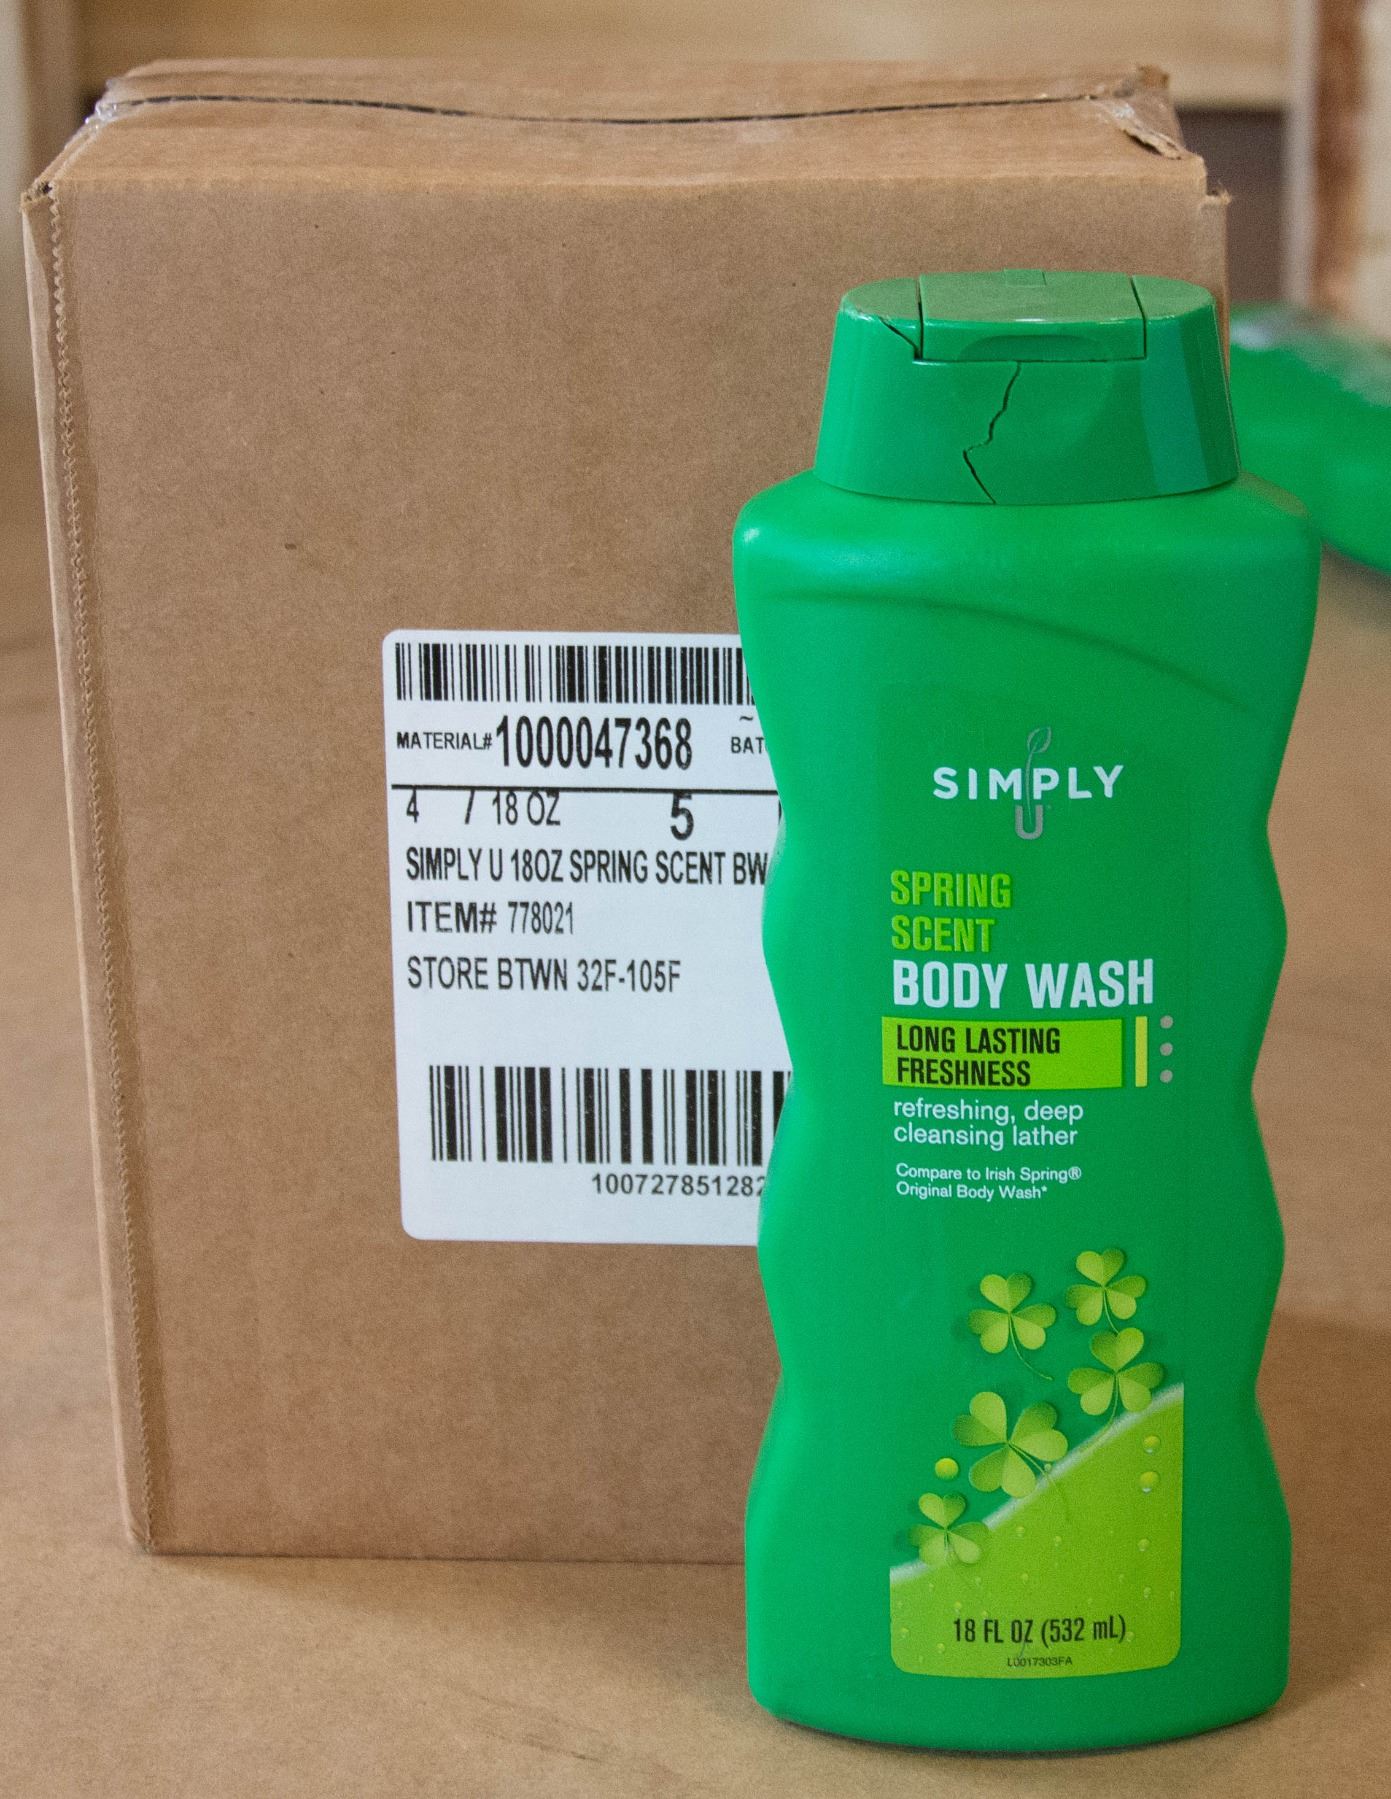 MATERIAL# 1000047368
4 / 18 OZ 5
SIMPLY U 18OZ SPRING SCENT BW
ITEM# 778021
STORE BTWN 32F-105F
10072785128
SIMPLY
U
SPRING
SCENT
BODY WASH
LONG LASTING
FRESHNESS
refreshing, deep
cleansing lather
Compare to Irish Spring®
Original Body Wash*
18 FL OZ (532 mL)
L0017303FA